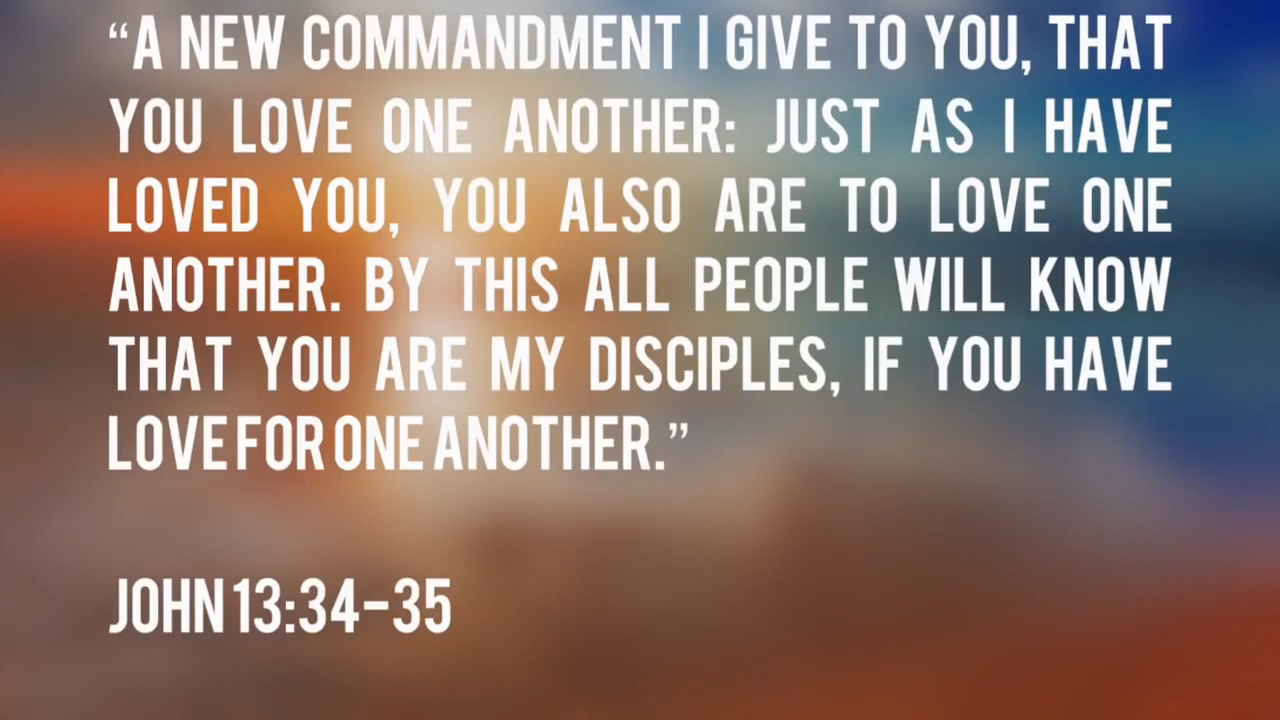 “A NEW COMMANDMENT I GIVE TO YOU, THAT
YOU LOVE ONE ANOTHER: JUST AS I HAVE
LOVED YOU, YOU ALSO ARE TO LOVE ONE
ANOTHER. BY THIS ALL PEOPLE WILL KNOW
THAT YOU ARE MY DISCIPLES, IF YOU HAVE
LOVE FOR ONE ANOTHER.”
JOHN 13:34–35